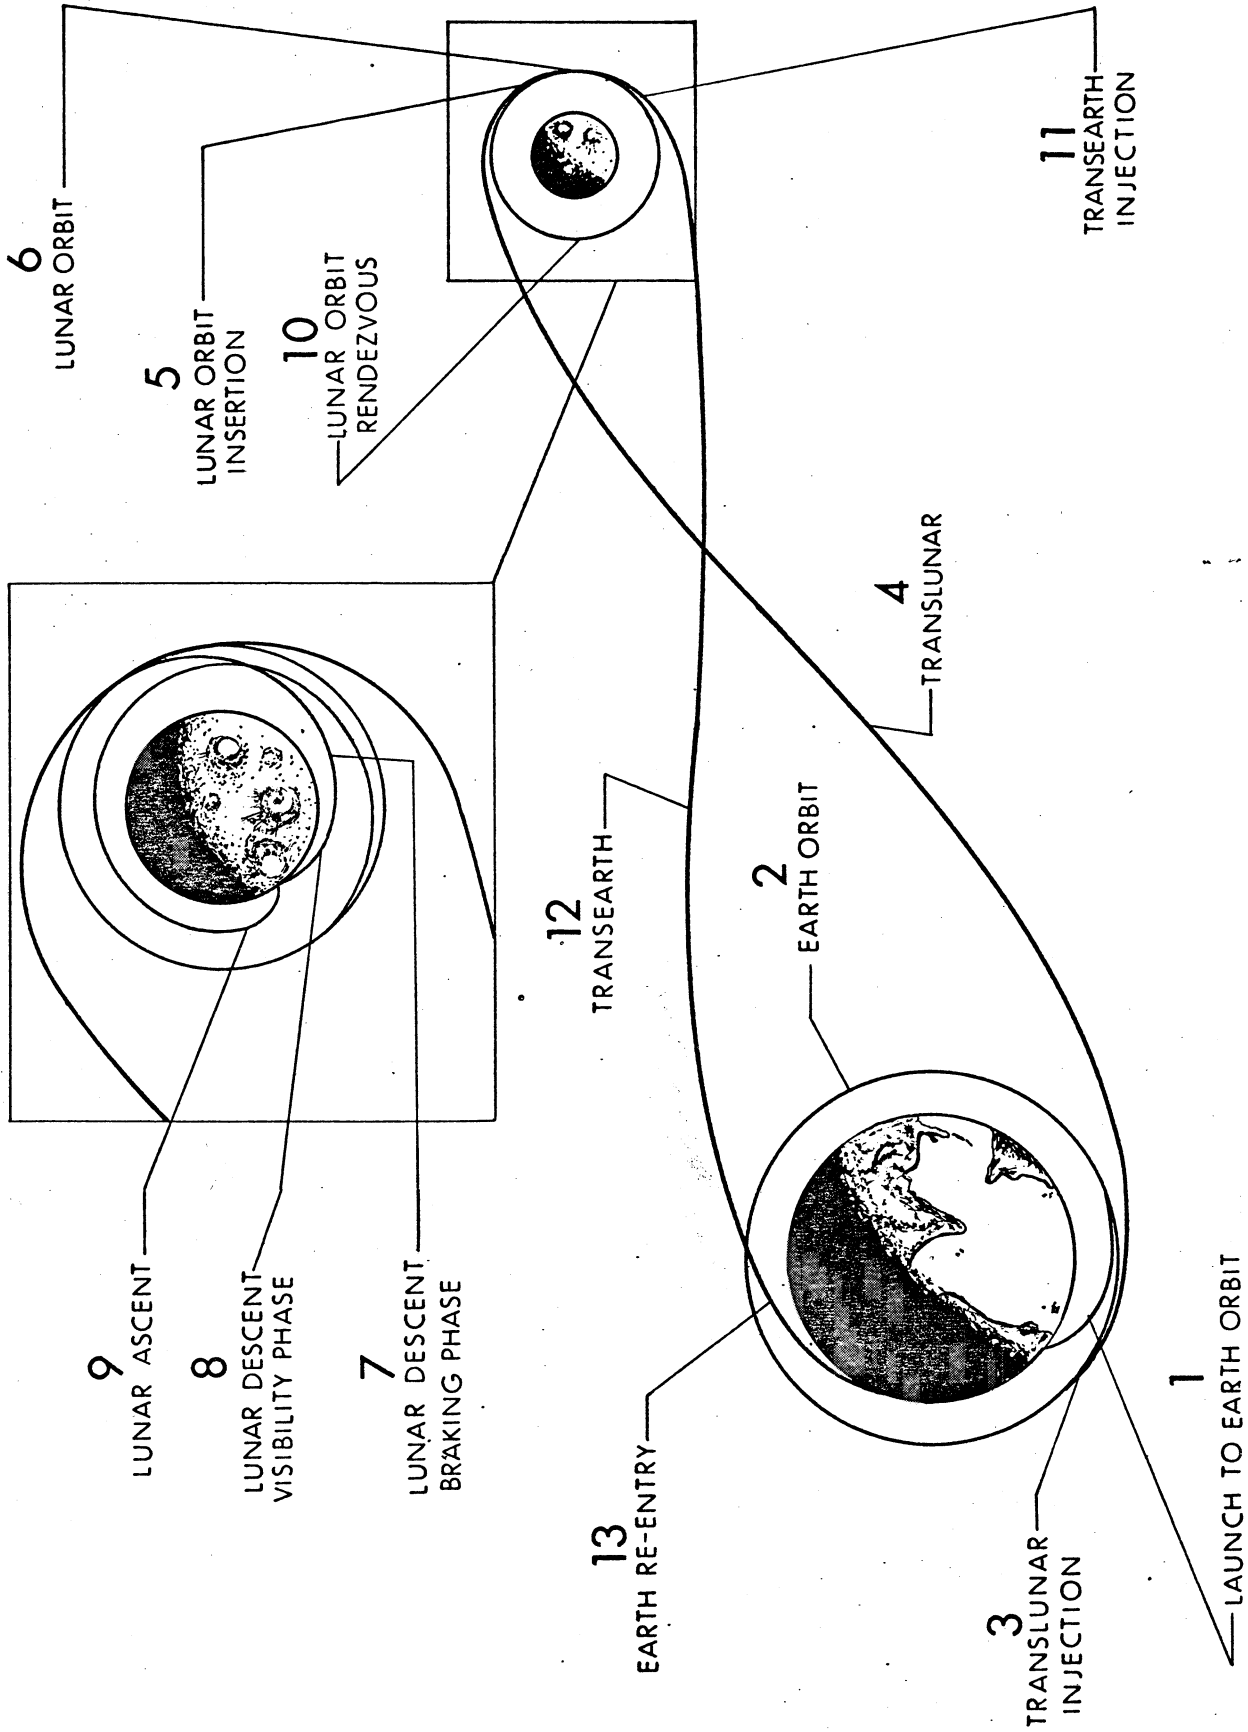 6
LUNAR ORBIT
5
LUNAR ORBIT
INSERTION
10
LUNAR ORBIT
RENDEZVOUS
11
TRANSEARTH
INJECTION
9
LUNAR ASCENT
8
LUNAR DESCENT
VISIBILITY PHASE
7
LUNAR DESCENT
BRAKING PHASE
12
TRANSEARTH
4
TRANSLUNAR
2
EARTH ORBIT
13
EARTH RE-ENTRY
3
TRANSLUNAR
INJECTION
1
LAUNCH TO EARTH ORBIT